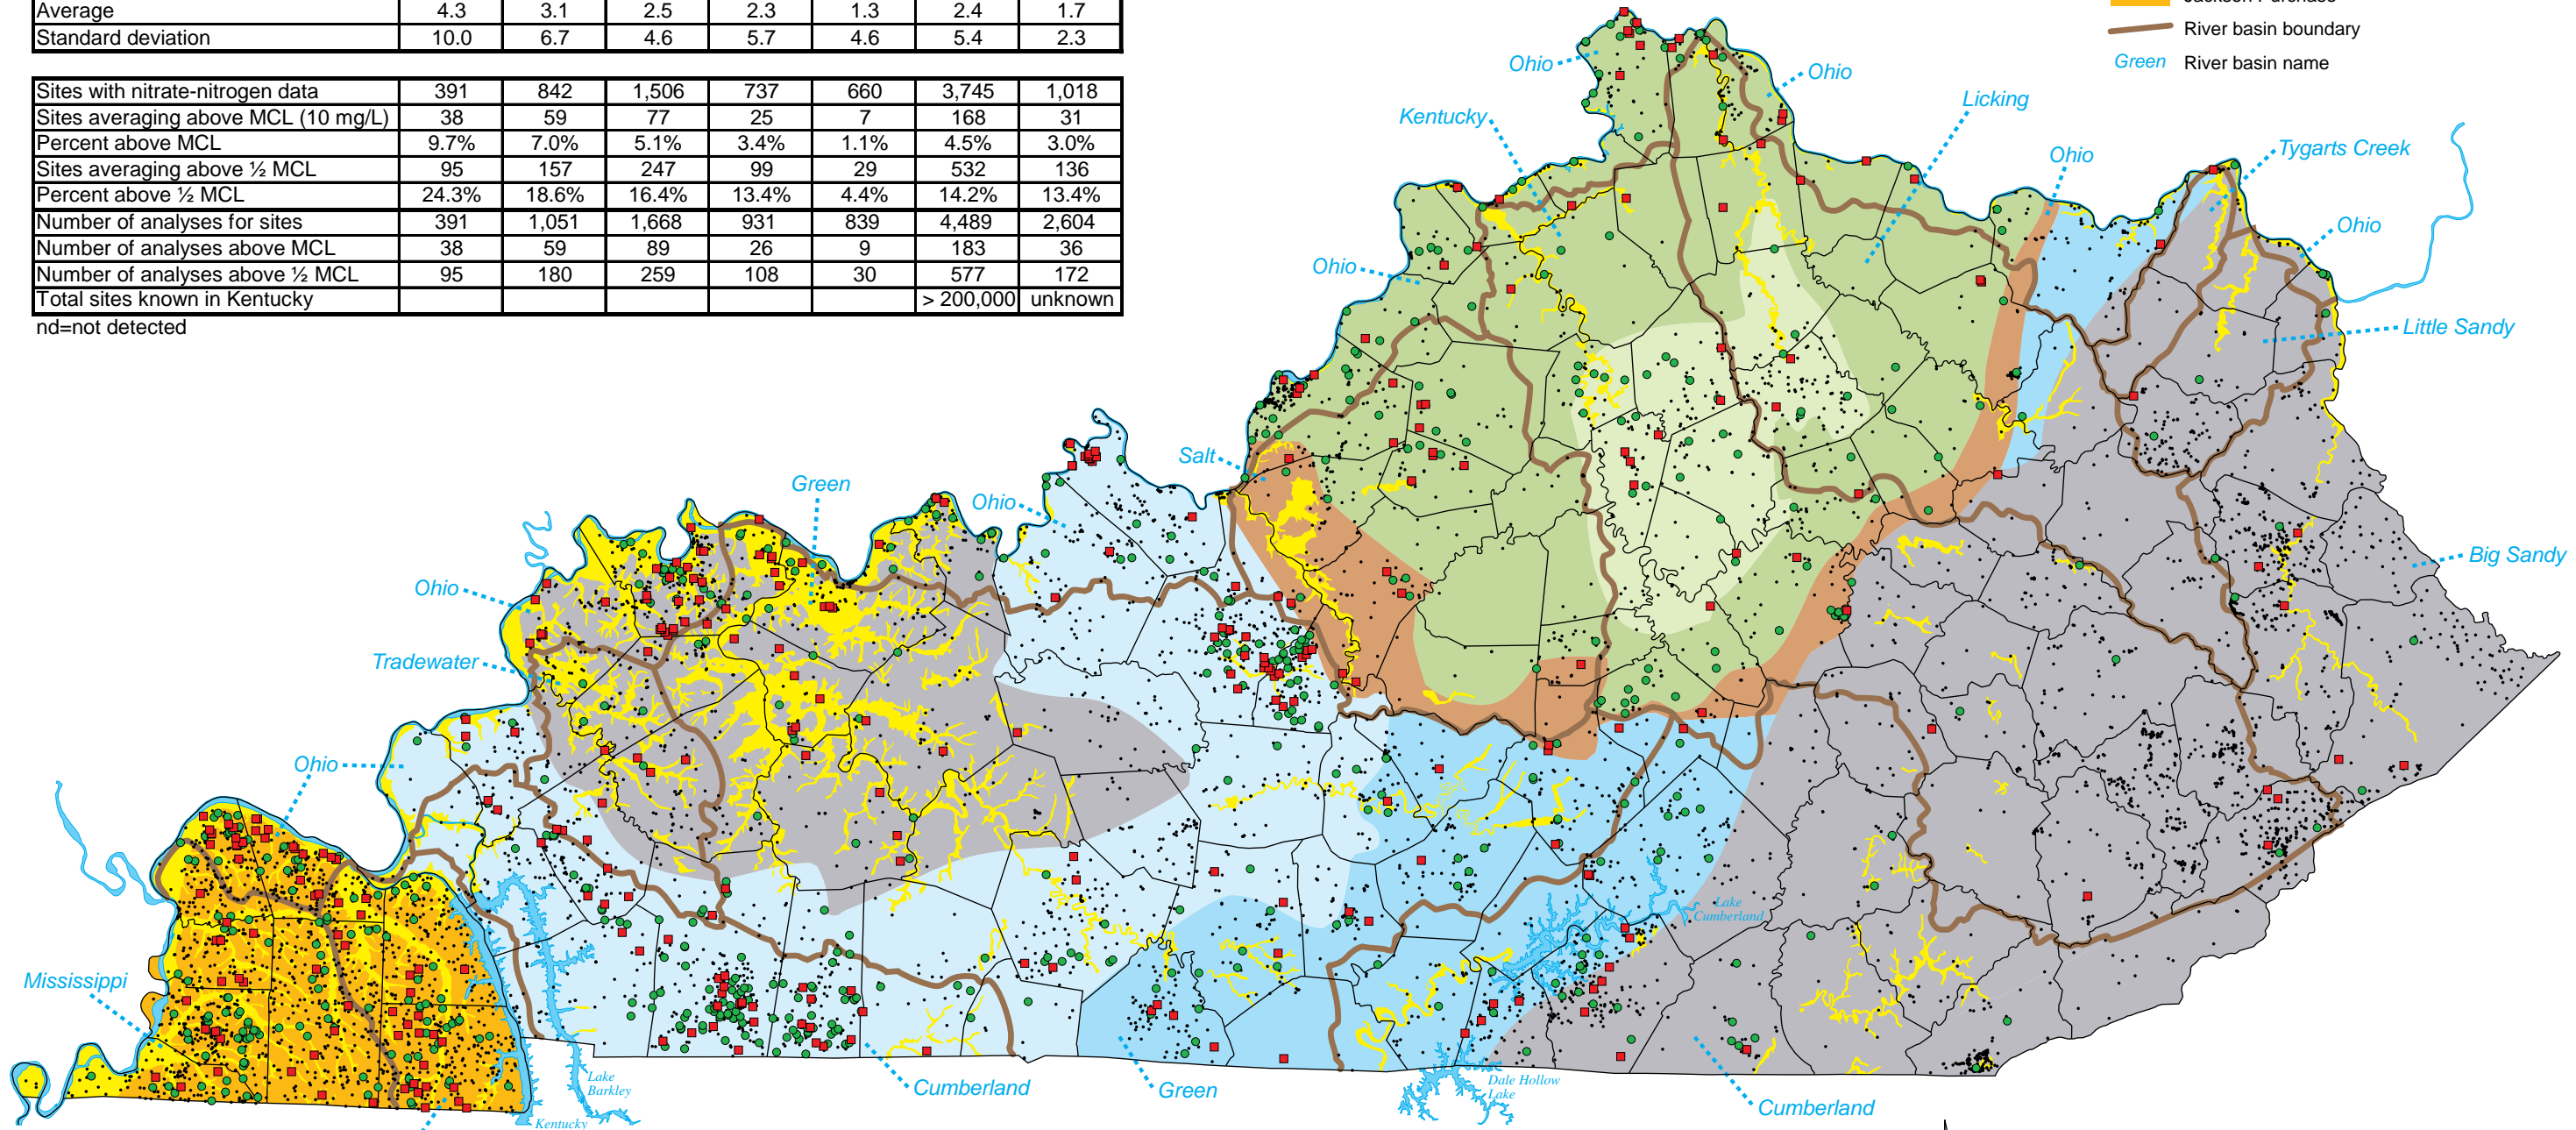 Average 4.3 3.1 2.5 2.3 1.3 2.4 1.7
Standard deviation 10.0 6.7 4.6 5.7 4.6 5.4 2.3
Sites with nitrate-nitrogen data 391 842 1,506 737 660 3,745 1,018
Sites averaging above MCL (10 mg/L) 38 59 77 25 7 168 31
Percent above MCL 9.7% 7.0% 5.1% 3.4% 1.1% 4.5% 3.0%
Sites averaging above ½ MCL 95 157 247 99 29 532 136
Percent above ½ MCL 24.3% 18.6% 16.4% 13.4% 4.4% 14.2% 13.4%
Number of analyses for sites 391 1,051 1,668 931 839 4,489 2,604
Number of analyses above MCL 38 59 89 26 9 183 36
Number of analyses above ½ MCL 95 180 259 108 30 577 172
Total sites known in Kentucky > 200,000 unknown
nd=not detected
Jackson Purchase
River basin boundary
Green River basin name
Ohio
Ohio
Licking
Kentucky
Ohio
Tygarts Creek
Ohio
Ohio
Little Sandy
Salt
Green
Ohio
Big Sandy
Ohio
Tradewater
Ohio
Lake
Cumberland
Mississippi
Lake
Barkley
Kentucky
Cumberland
Green
Dale Hollow
Lake
Cumberland